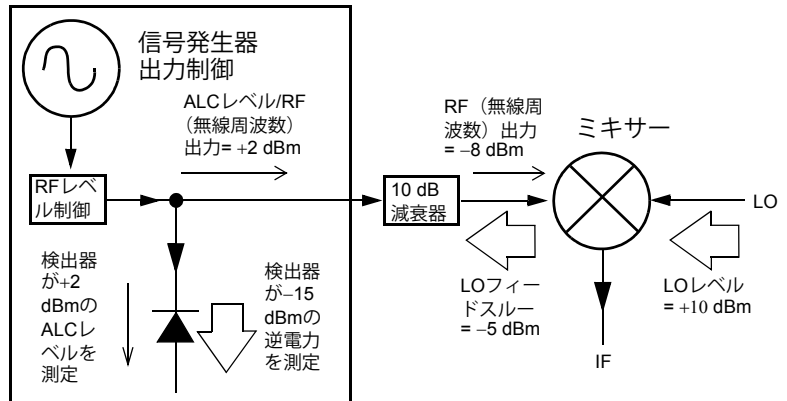 信号発生器
出力制御
ALCレベル/RF
（無線周波数）
出力= +2 dBm
RF（無線周
波数）出力
= −8 dBm
ミキサー
RFレベ
ル制御
10 dB
減衰器
LO
検出器
が+2
dBmの
ALCレ
ベルを
測定
検出器
が−15
dBmの
逆電力
を測定
LOフィー
ドスルー
= −5 dBm
LOレベル
= +10 dBm
IF